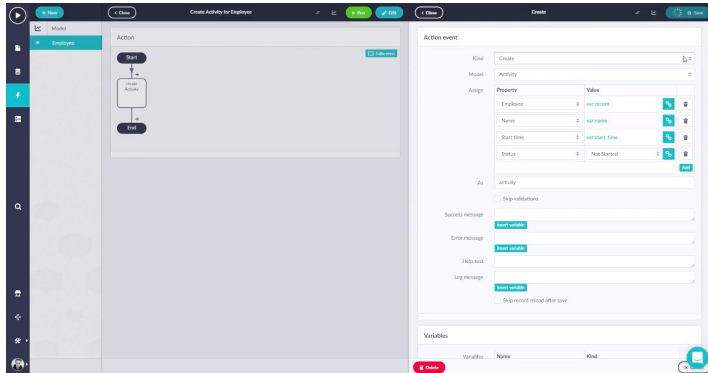 + New
< Close
Create Activity for Employee
Run
Edit
< Close
Create
Save
Model
Employee
Action
Fullscreen
Start
create
Activity
End
Action event
Kind
Create
Model
Activity
Assign
Property
Value
Employee
var:record
Name
var:name
Start time
var:start_time
Status
Not Started
Add
As
activity
Skip validations
Success message
Insert variable
Error message
Insert variable
Help text
Log message
Insert variable
Skip record reload after save
Variables
Variables
Name
Kind
Delete